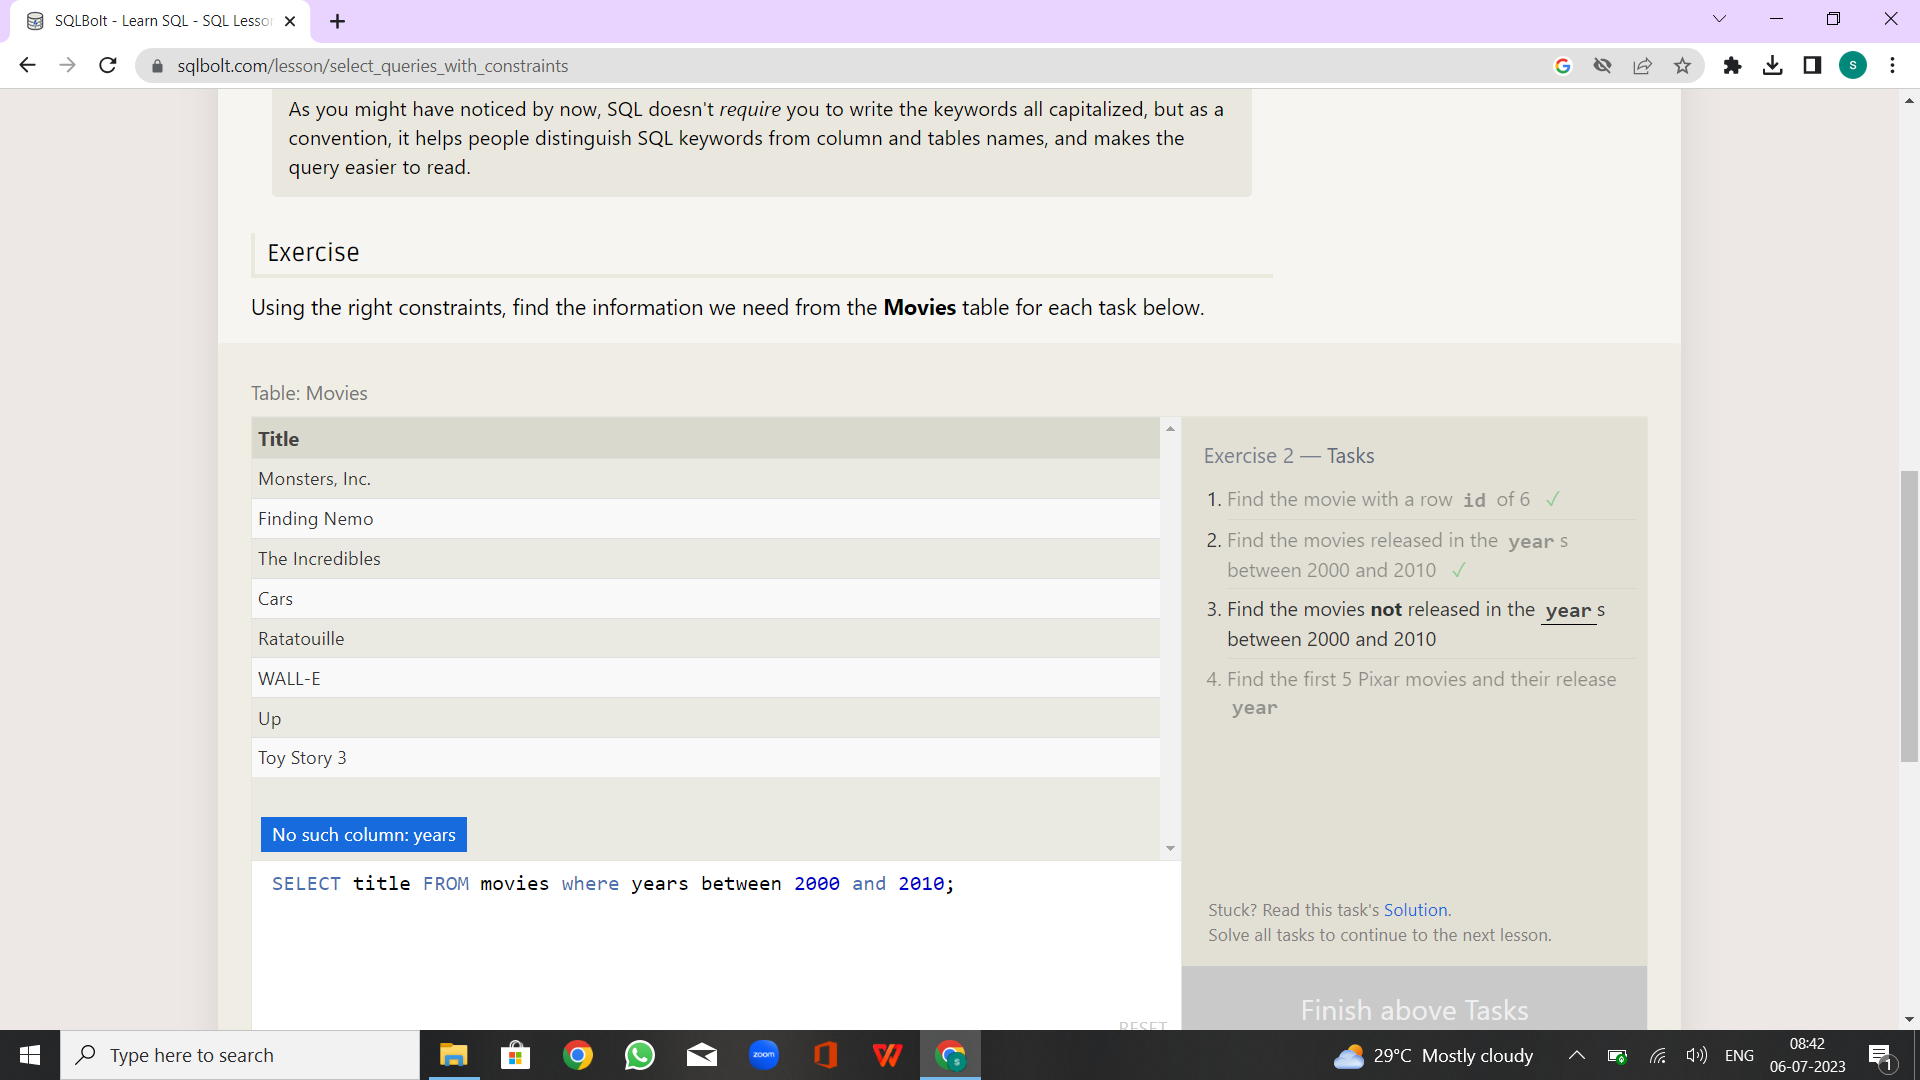 SQLBolt - Learn SQL - SQL Lesso
sqlbolt.com/lesson/select_queries_with_constraints
S
As you might have noticed by now, SQL doesn't require you to write the keywords all capitalized, but as a
convention, it helps people distinguish SQL keywords from column and tables names, and makes the
query easier to read.
Exercise
Using the right constraints, find the information we need from the Movies table for each task below.
Table: Movies
Title
Monsters, Inc.
Finding Nemo
The Incredibles
Cars
Ratatouille
WALL-E
Up
Toy Story 3
No such column: years
SELECT title FROM movies where years between 2000 and 2010;
RESET
Exercise 2 — Tasks
1. Find the movie with a row id of 6 ✓
2. Find the movies released in the year s
between 2000 and 2010 ✓
3. Find the movies not released in the year s
between 2000 and 2010
4. Find the first 5 Pixar movies and their release
year
Stuck? Read this task's Solution.
Solve all tasks to continue to the next lesson.
Finish above Tasks
Type here to search
zoom
S
29°C Mostly cloudy
ENG
08:42
06-07-2023
1